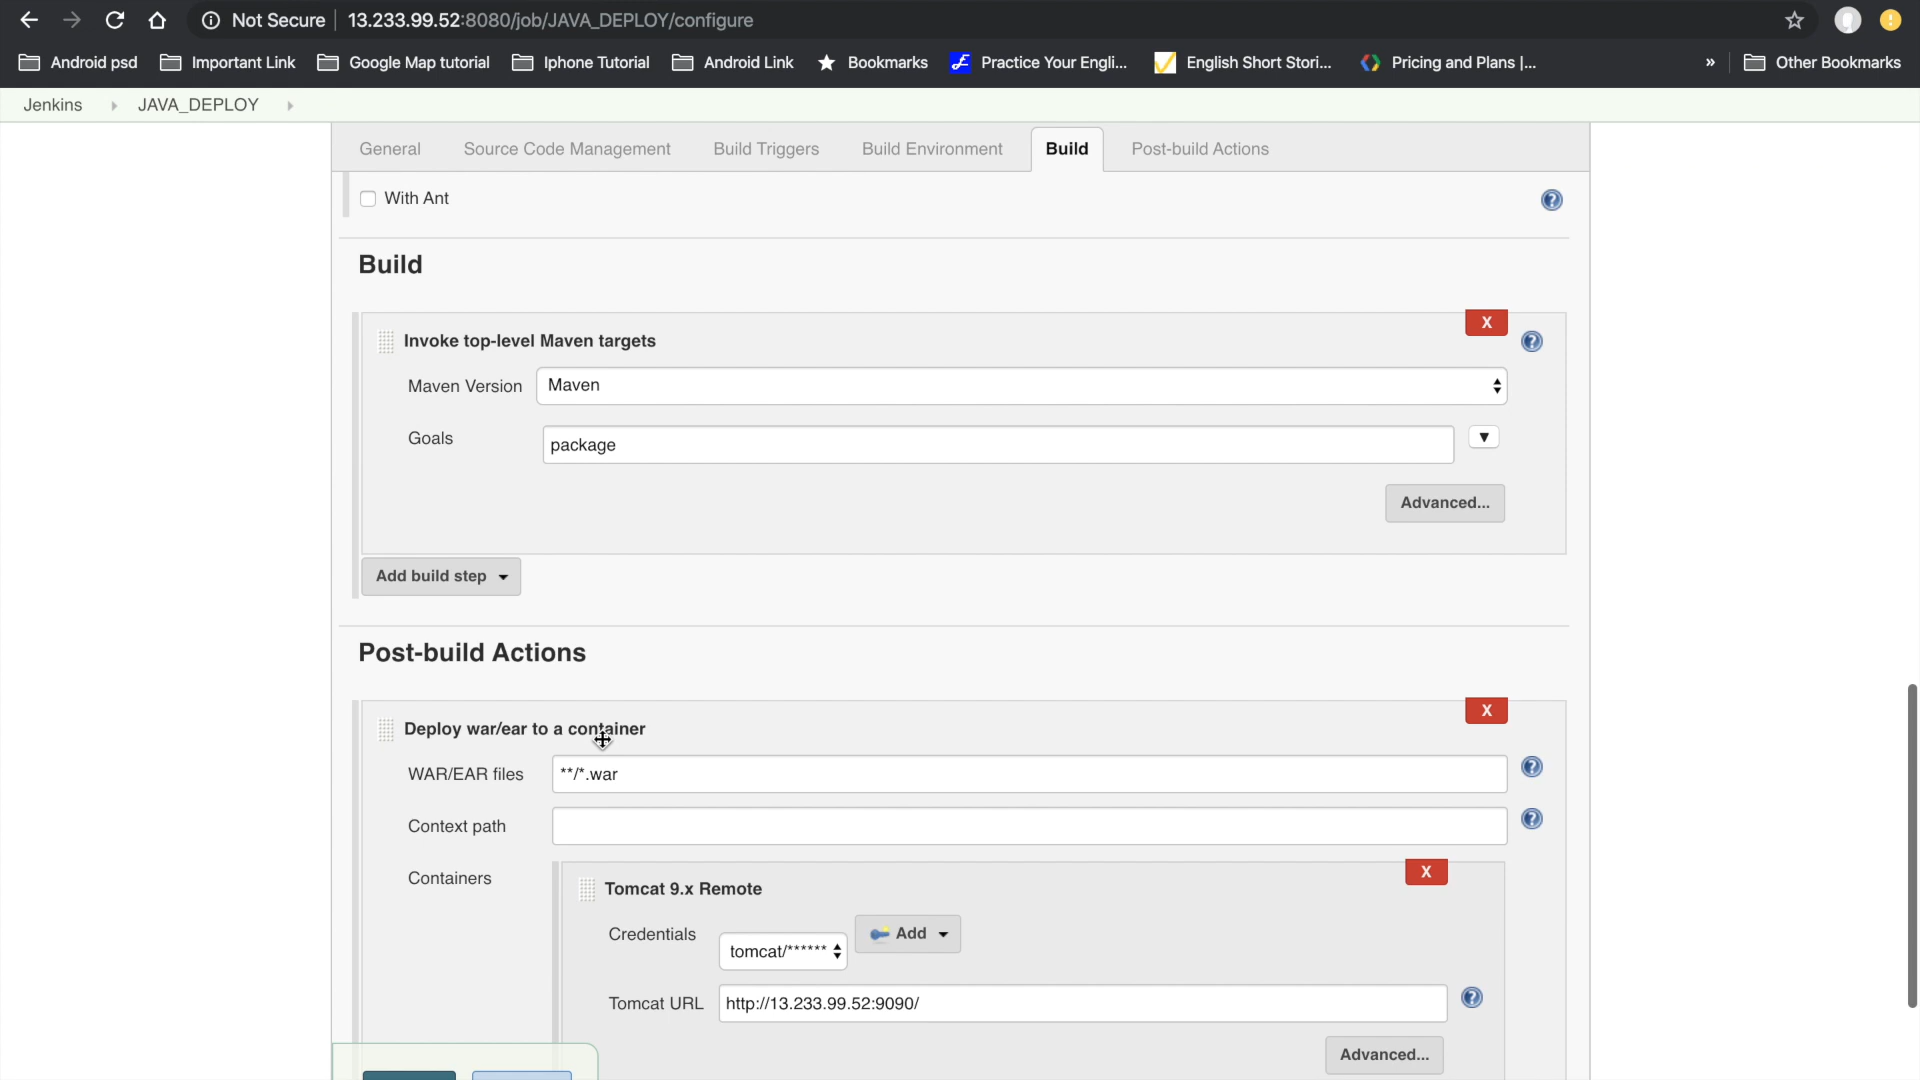 Not Secure 13.233.99.52:8080/job/JAVA_DEPLOY/configure
Android psd Important Link Google Map tutorial Iphone Tutorial Android Link Bookmarks Practice Your Engli... English Short Stori... Pricing and Plans |... » Other Bookmarks
Jenkins JAVA_DEPLOY
General Source Code Management Build Triggers Build Environment Build Post-build Actions
With Ant
Build
X
Invoke top-level Maven targets
Maven Version Maven
Goals package
Advanced...
Add build step
Post-build Actions
X
Deploy war/ear to a container
WAR/EAR files **/*.war
Context path
Containers
X
Tomcat 9.x Remote
Credentials tomcat/****** Add
Tomcat URL http://13.233.99.52:9090/
Advanced...